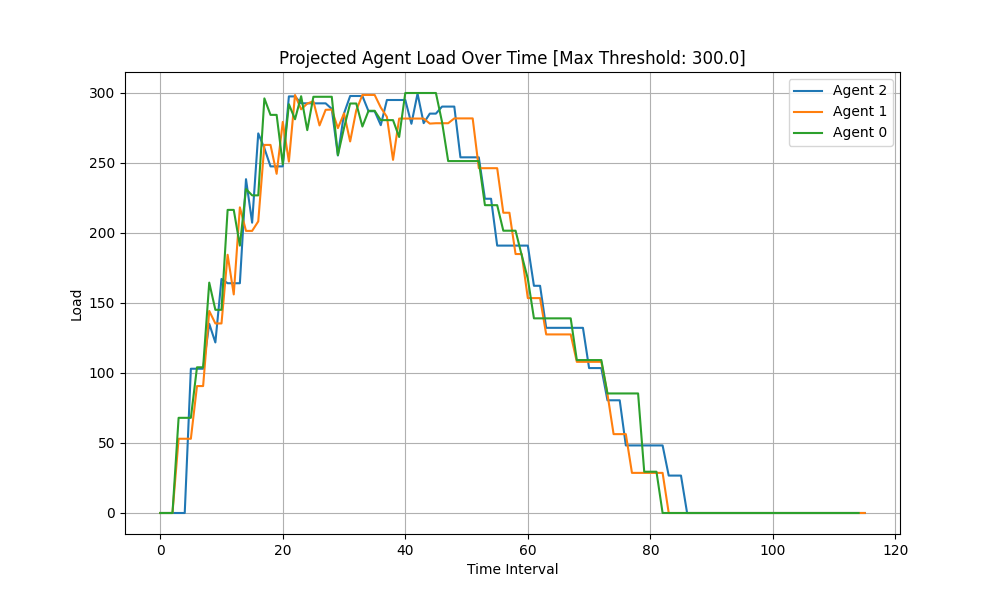 Projected Agent Load Over Time [Max Threshold: 300.0]
Agent 2
Agent 1
Agent 0
Load
300
250
200
150
100
50
0
0 20 40 60 80 100 120
Time Interval